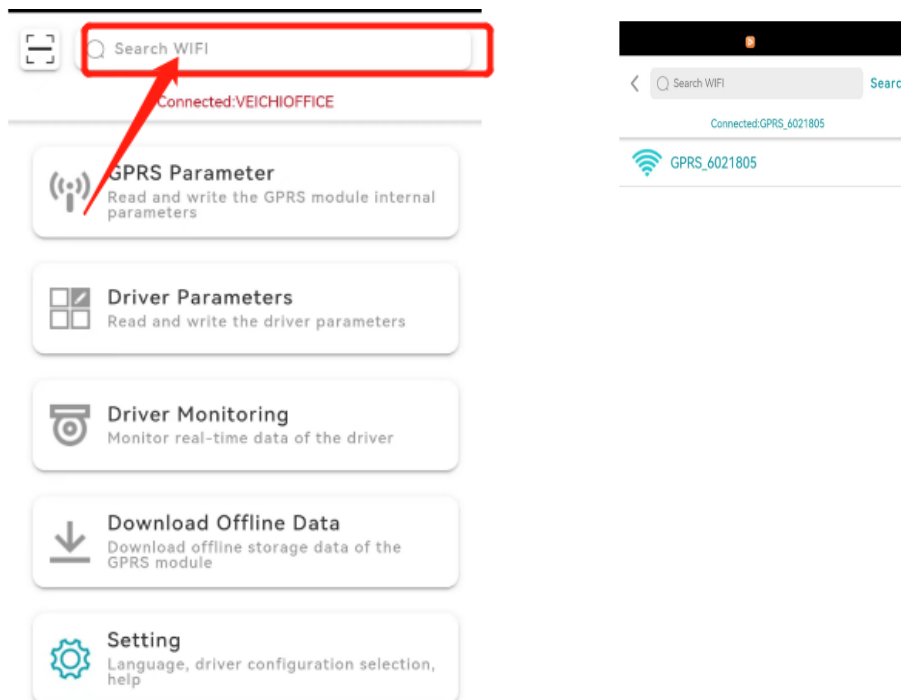 Search WIFI
Connected:VEICHIOFFICE
GPRS Parameter
Read and write the GPRS module internal
parameters
Driver Parameters
Read and write the driver parameters
Driver Monitoring
Monitor real-time data of the driver
Download Offline Data
Download offline storage data of the
GPRS module
Setting
Language, driver configuration selection,
help
Search WIFI
Searc
Connected:GPRS_6021805
GPRS_6021805